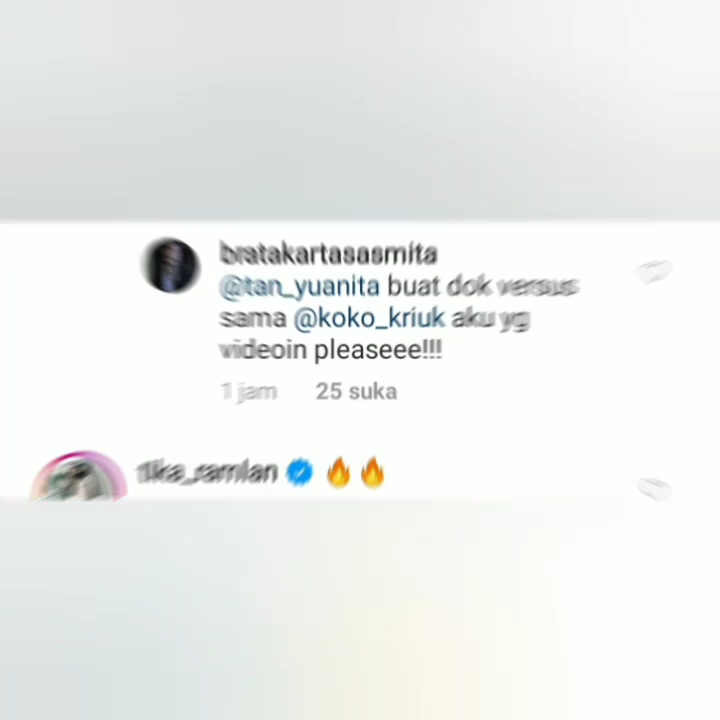 bratakartasasmita
@tan_yuanita buat dok versus
sama @koko_kriuk aku yg
videoin pleaseee!!!
1 jam 25 suka
tika_ramlan 🔥🔥